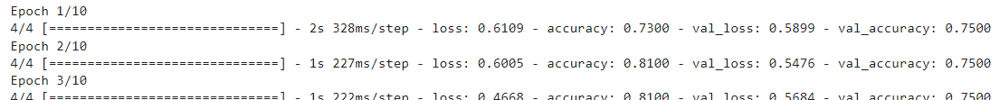 Epoch 1/10
4/4 [==============================] - 2s 328ms/step - loss: 0.6109 - accuracy: 0.7300 - val_loss: 0.5899 - val_accuracy: 0.7500
Epoch 2/10
4/4 [==============================] - 1s 227ms/step - loss: 0.6005 - accuracy: 0.8100 - val_loss: 0.5476 - val_accuracy: 0.7500
Epoch 3/10
4/4 [==============================] - 1s 222ms/step - loss: 0.4668 - accuracy: 0.8100 - val_loss: 0.5684 - val_accuracy: 0.7500